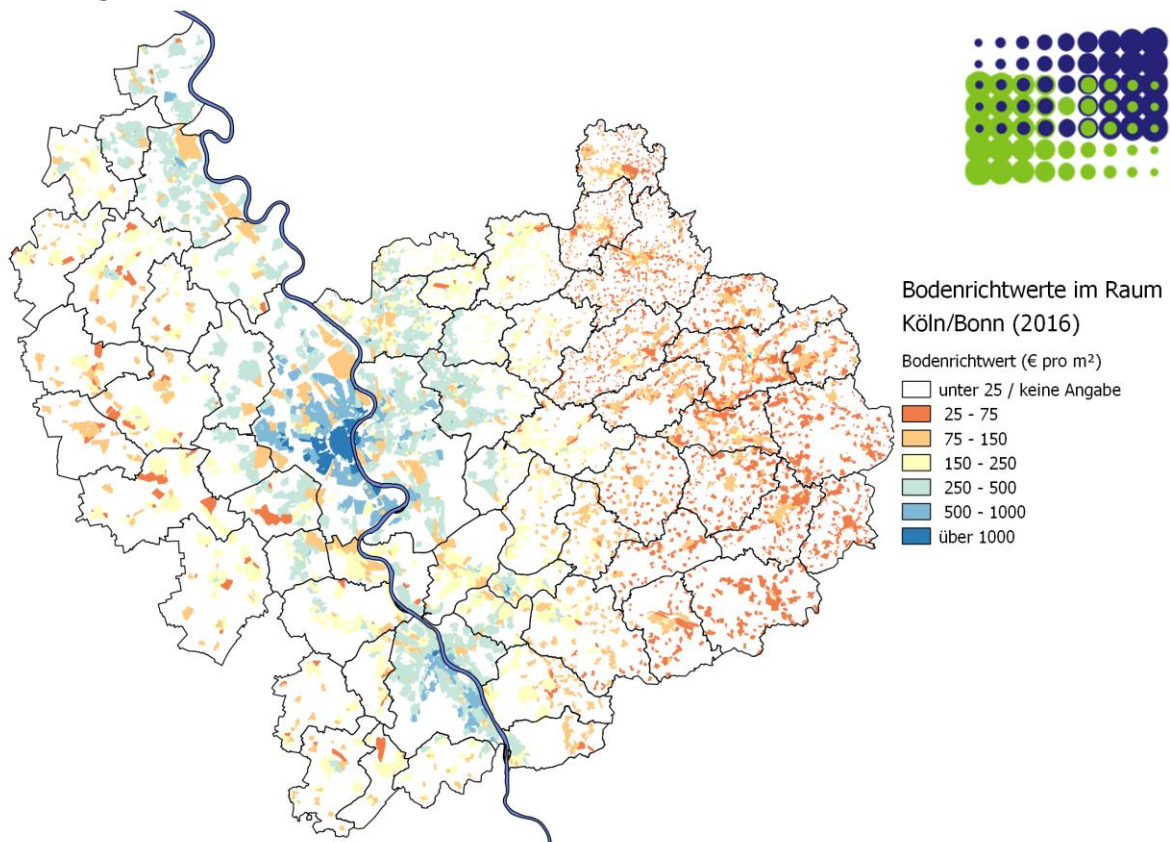 Bodenrichtwerte im Raum
Köln/Bonn (2016)
Bodenrichtwert (€ pro m²)
unter 25 / keine Angabe
25 - 75
75 - 150
150 - 250
250 - 500
500 - 1000
über 1000